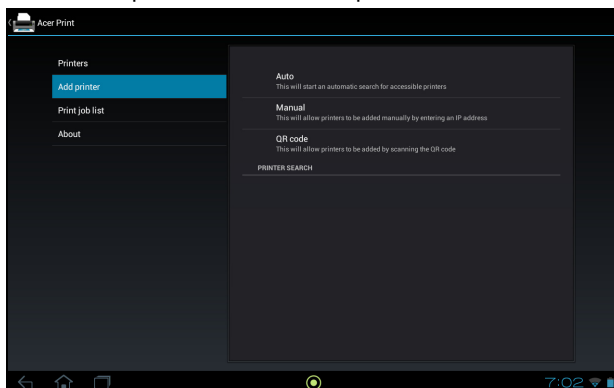 Acer Print
Printers
Add printer
Print job list
About
Auto
This will start an automatic search for accessible printers
Manual
This will allow printers to be added manually by entering an IP address
QR code
This will allow printers to be added by scanning the QR code
PRINTER SEARCH
7:02